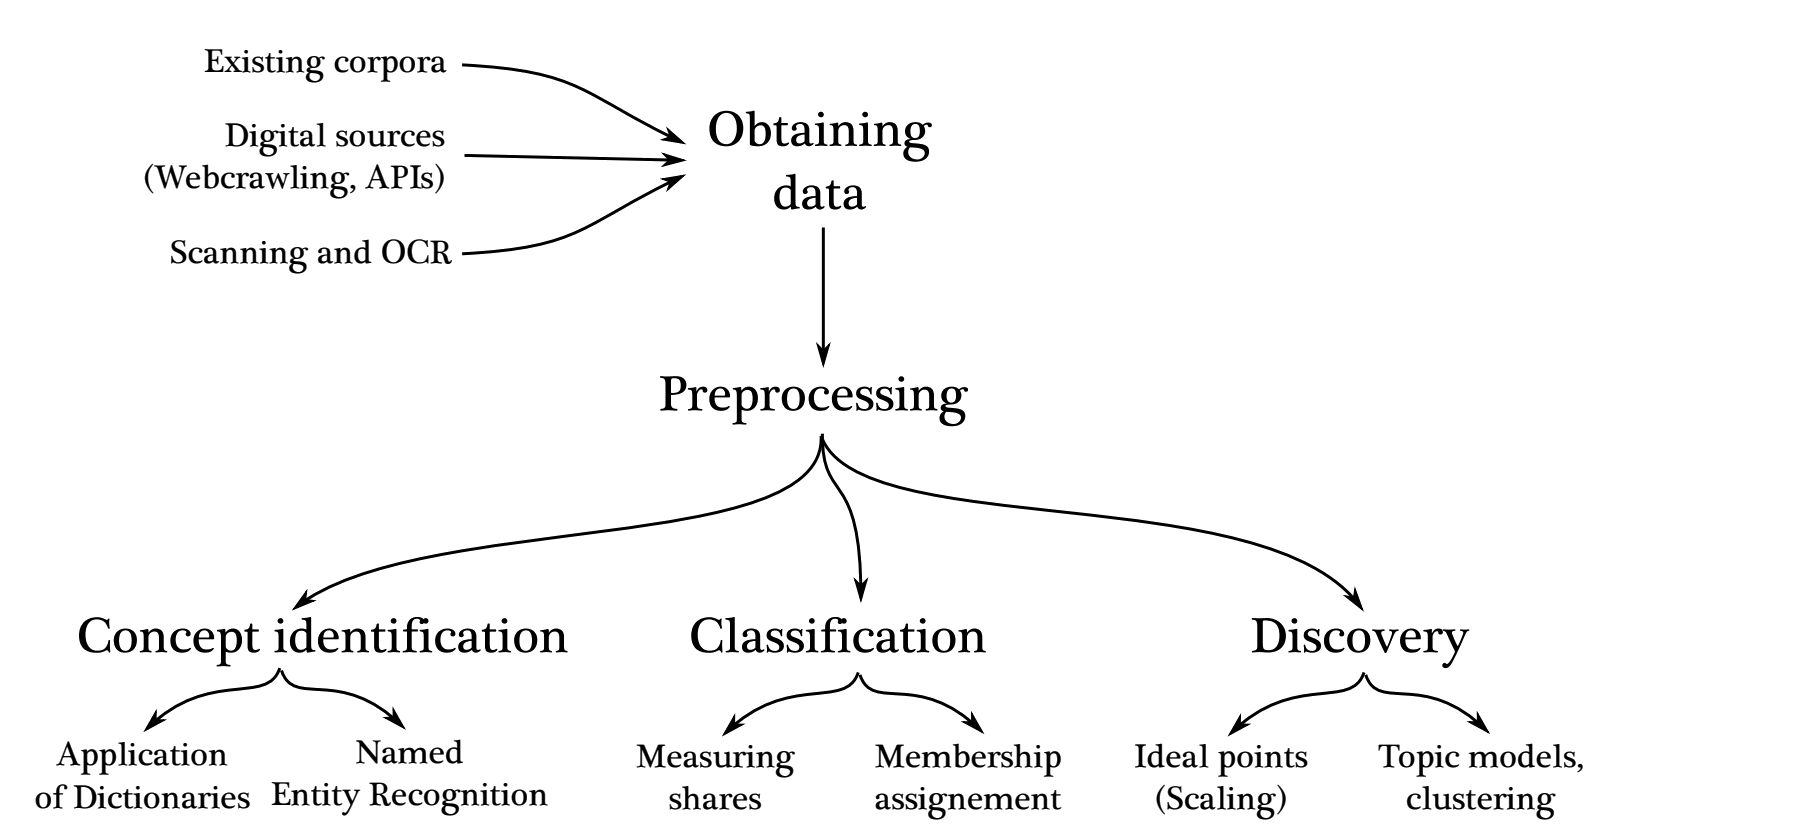 Existing corpora
Digital sources
(Webcrawling, APIs)
Scanning and OCR
Obtaining
data
Preprocessing
Concept identification
Classification
Discovery
Application
of Dictionaries
Named
Entity Recognition
Measuring
shares
Membership
assignement
Ideal points
(Scaling)
Topic models,
clustering